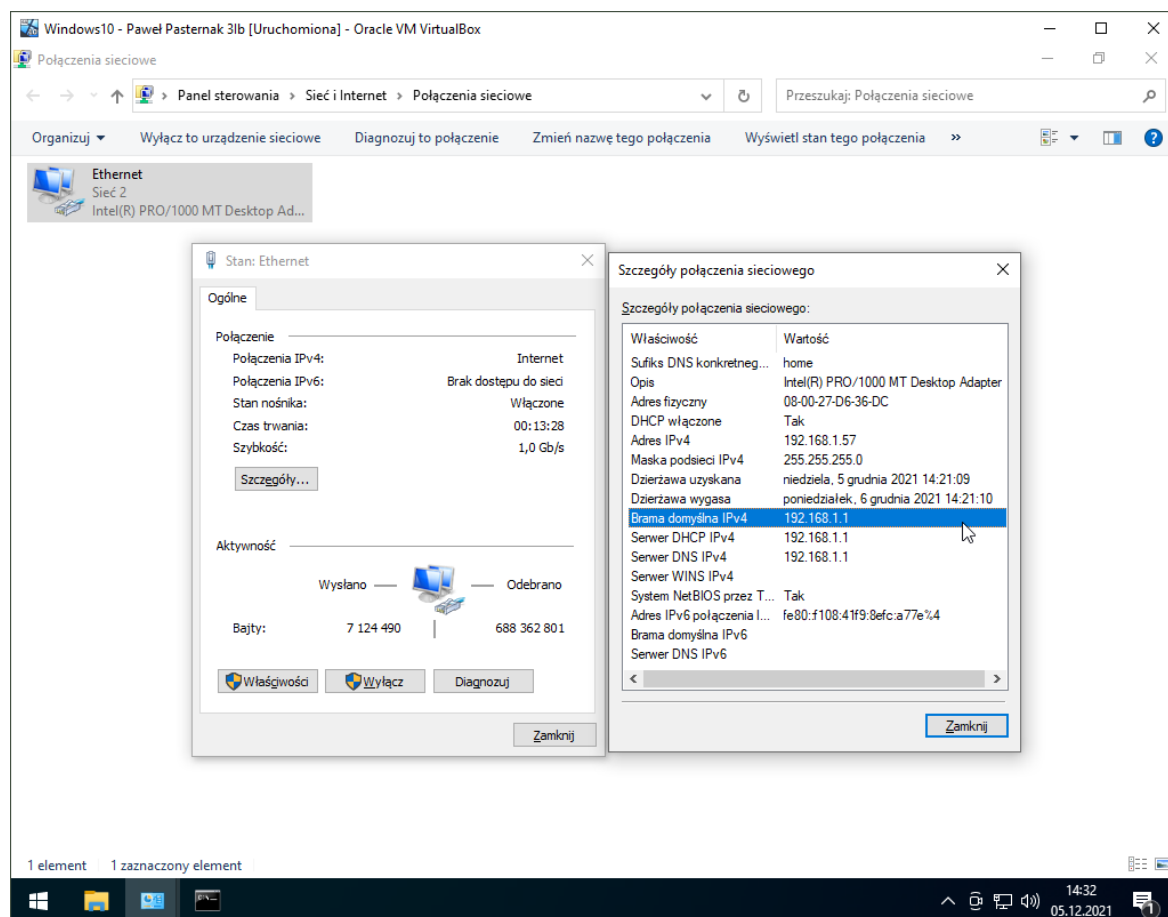 Windows10 - Paweł Pasternak 3lb [Uruchomiona] - Oracle VM VirtualBox
Połączenia sieciowe
Panel sterowania › Sieć i Internet › Połączenia sieciowe
Przeszukaj: Połączenia sieciowe
Organizuj
Wyłącz to urządzenie sieciowe
Diagnozuj to połączenie
Zmień nazwę tego połączenia
Wyświetl stan tego połączenia
»
Ethernet
Sieć 2
Intel(R) PRO/1000 MT Desktop Ad...
Stan: Ethernet
Ogólne
Połączenie
Połączenia IPv4: Internet
Połączenia IPv6: Brak dostępu do sieci
Stan nośnika: Włączone
Czas trwania: 00:13:28
Szybkość: 1,0 Gb/s
Szczegóły...
Aktywność
Wysłano — Odebrano
Bajty: 7 124 490 | 688 362 801
Właściwości
Wyłącz
Diagnozuj
Zamknij
Szczegóły połączenia sieciowego
Szczegóły połączenia sieciowego:
Właściwość Wartość
Sufiks DNS konkretneg... home
Opis Intel(R) PRO/1000 MT Desktop Adapter
Adres fizyczny 08-00-27-D6-36-DC
DHCP włączone Tak
Adres IPv4 192.168.1.57
Maska podsieci IPv4 255.255.255.0
Dzierżawa uzyskana niedziela, 5 grudnia 2021 14:21:09
Dzierżawa wygasa poniedziałek, 6 grudnia 2021 14:21:10
Brama domyślna IPv4 192.168.1.1
Serwer DHCP IPv4 192.168.1.1
Serwer DNS IPv4 192.168.1.1
Serwer WINS IPv4
System NetBIOS przez T... Tak
Adres IPv6 połączenia l... fe80::f108:41f9:8efc:a77e%4
Brama domyślna IPv6
Serwer DNS IPv6
Zamknij
1 element
1 zaznaczony element
14:32
05.12.2021
1